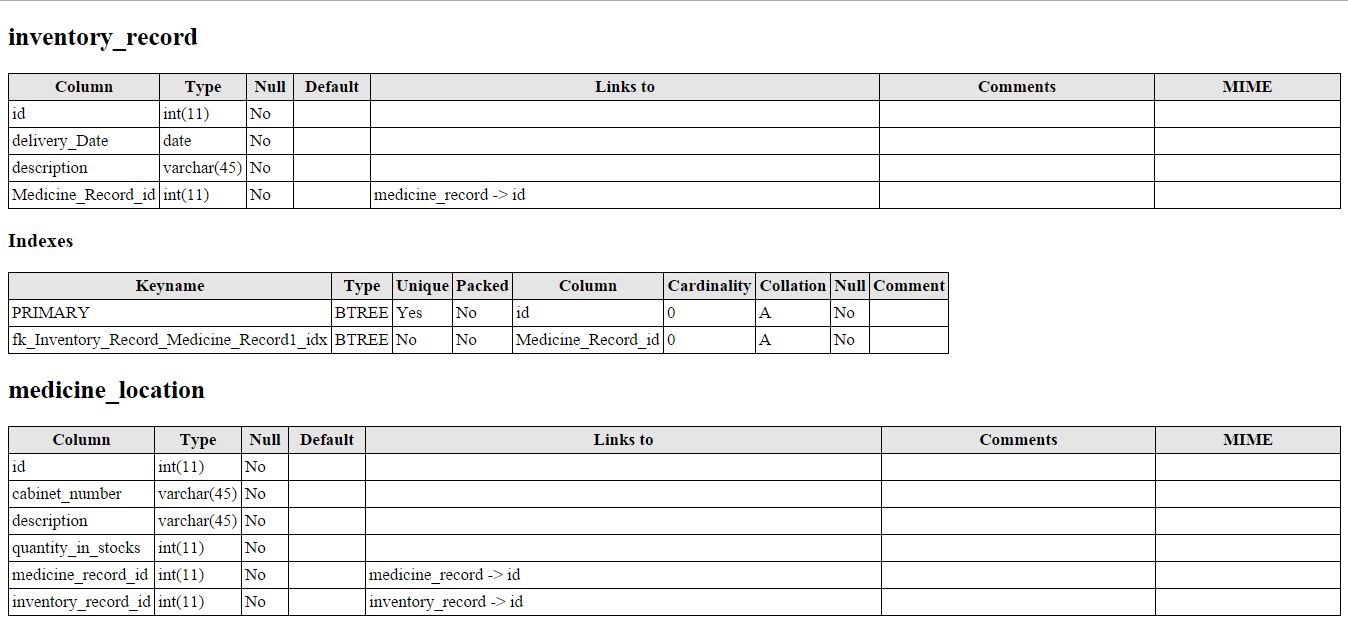 inventory_record
Column Type Null Default Links to Comments MIME
id int(11) No
delivery_Date date No
description varchar(45) No
Medicine_Record_id int(11) No medicine_record -> id
Indexes
Keyname Type Unique Packed Column Cardinality Collation Null Comment
PRIMARY BTREE Yes No id 0 A No
fk_Inventory_Record_Medicine_Record1_idx BTREE No No Medicine_Record_id 0 A No
medicine_location
Column Type Null Default Links to Comments MIME
id int(11) No
cabinet_number varchar(45) No
description varchar(45) No
quantity_in_stocks int(11) No
medicine_record_id int(11) No medicine_record -> id
inventory_record_id int(11) No inventory_record -> id